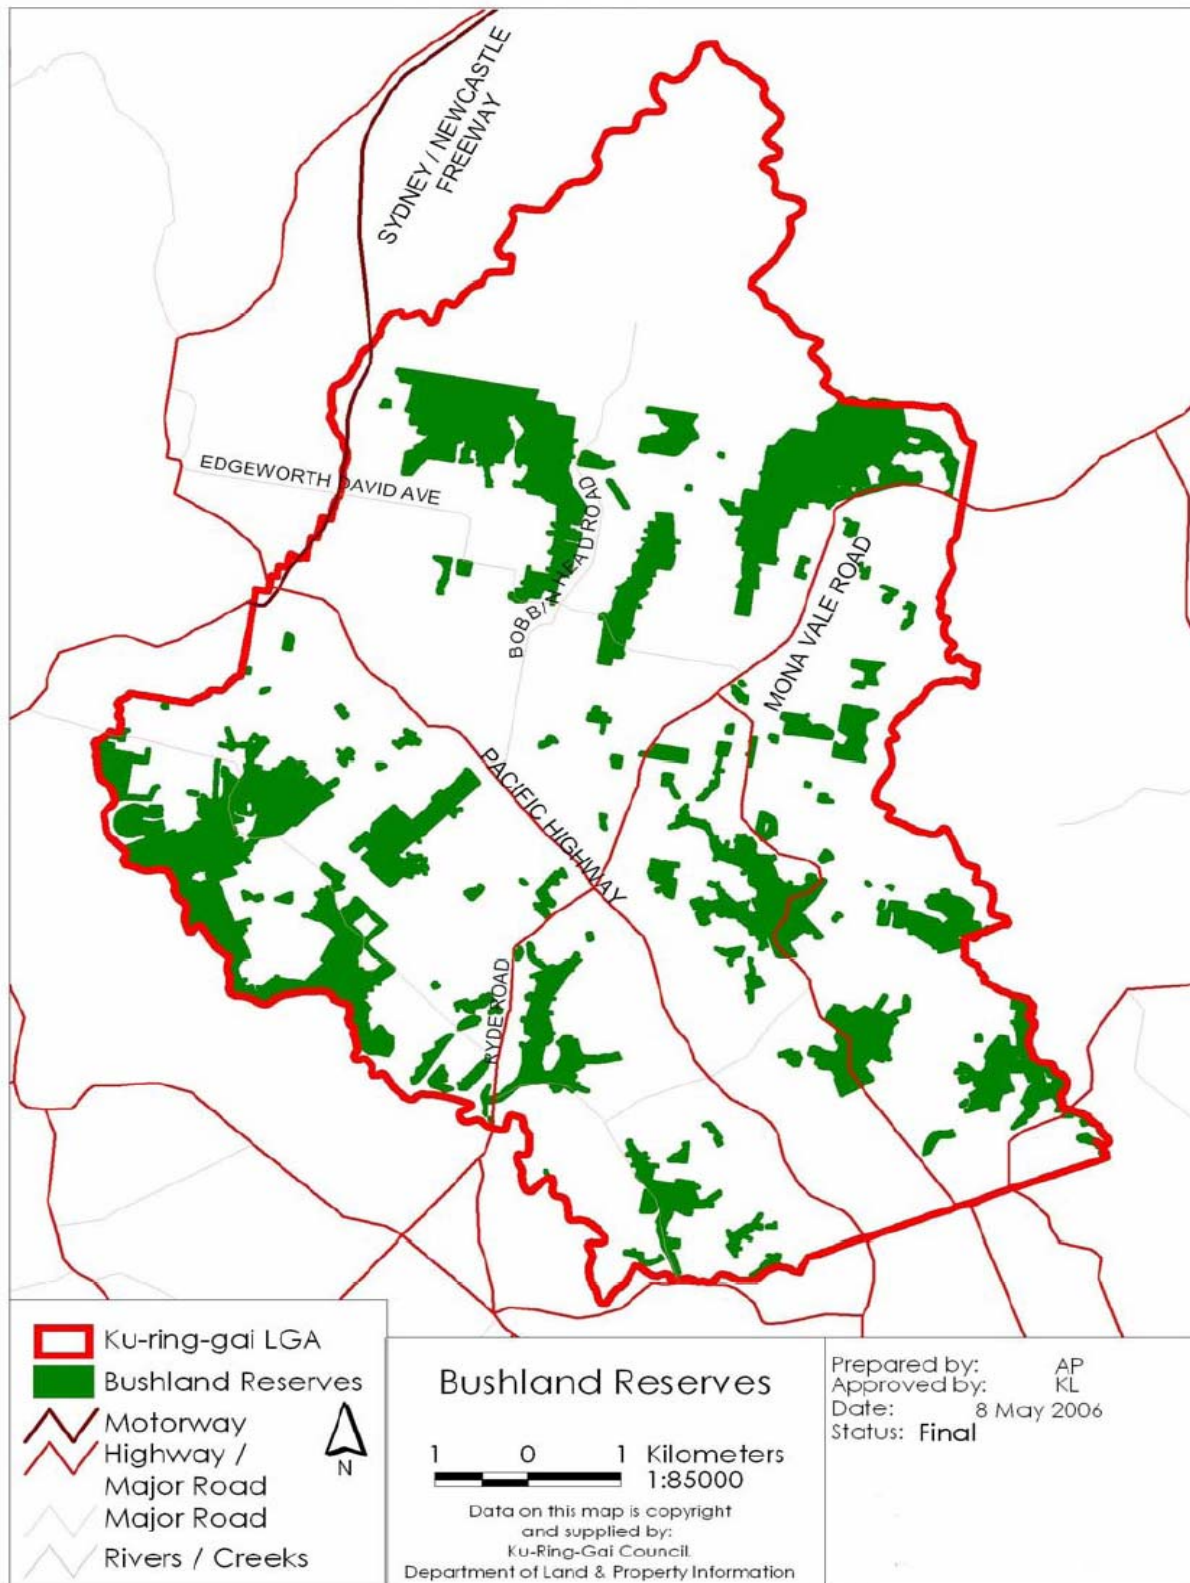 SYDNEY / NEWCASTLE
FREEWAY
EDGEWORTH DAVID AVE
BOBBIN HEAD ROAD
MONA VALE ROAD
PACIFIC HIGHWAY
RYDE ROAD
Ku-ring-gai LGA
Bushland Reserves
Motorway
Highway /
Major Road
Major Road
Rivers / Creeks
N
Bushland Reserves
1 0 1 Kilometers
1:85000
Data on this map is copyright
and supplied by:
Ku-Ring-Gai Council.
Department of Land & Property Information
Prepared by: AP
Approved by: KL
Date: 8 May 2006
Status: Final